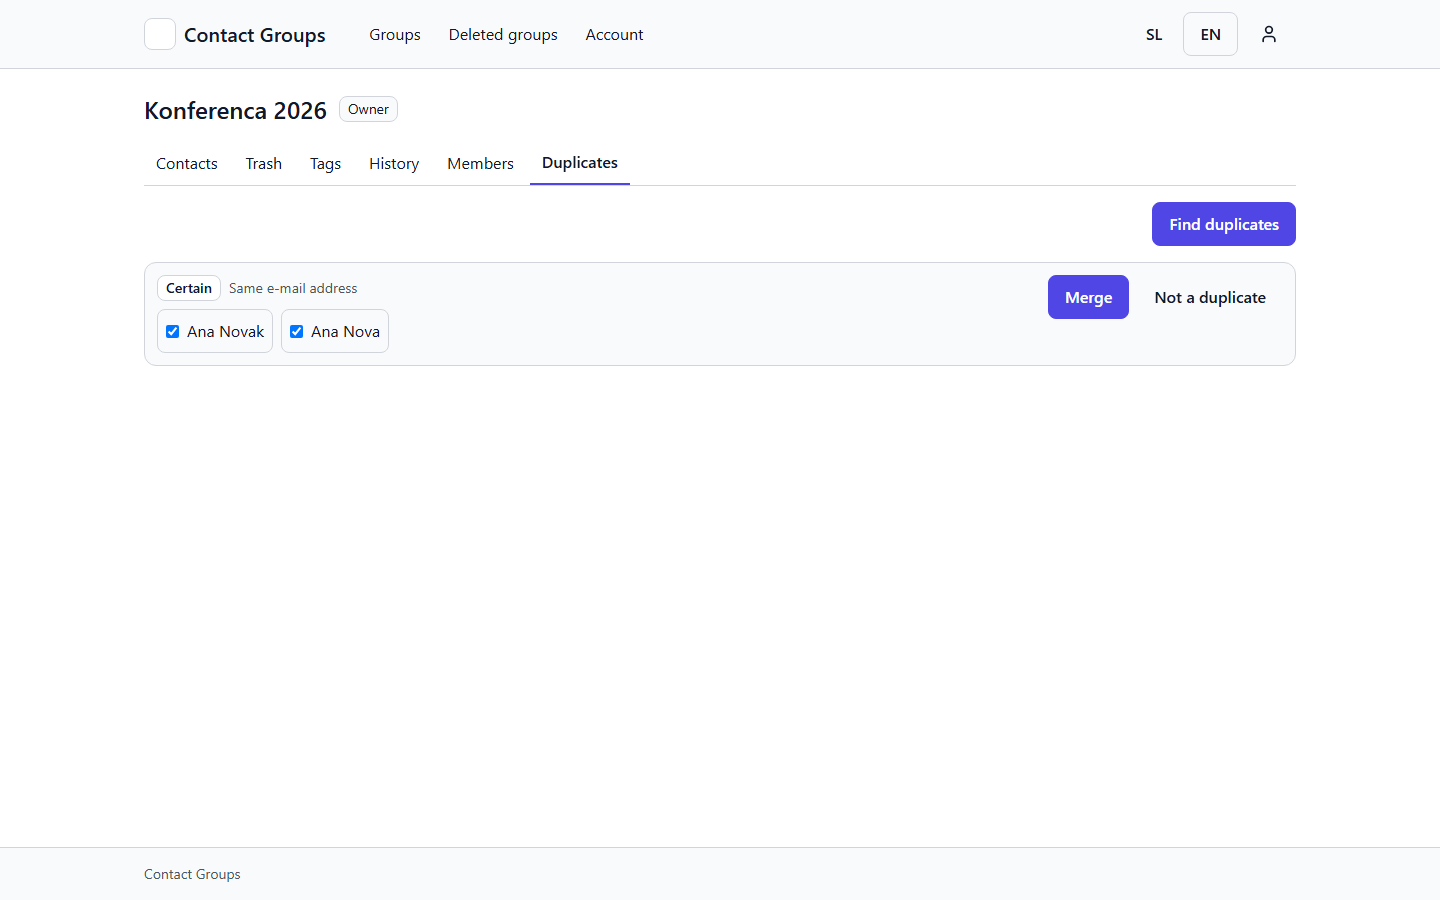 Contact Groups Groups Deleted groups Account SL EN
Konferenca 2026 Owner
Contacts Trash Tags History Members Duplicates
Find duplicates
Certain Same e-mail address Merge Not a duplicate
Ana Novak Ana Nova
Contact Groups